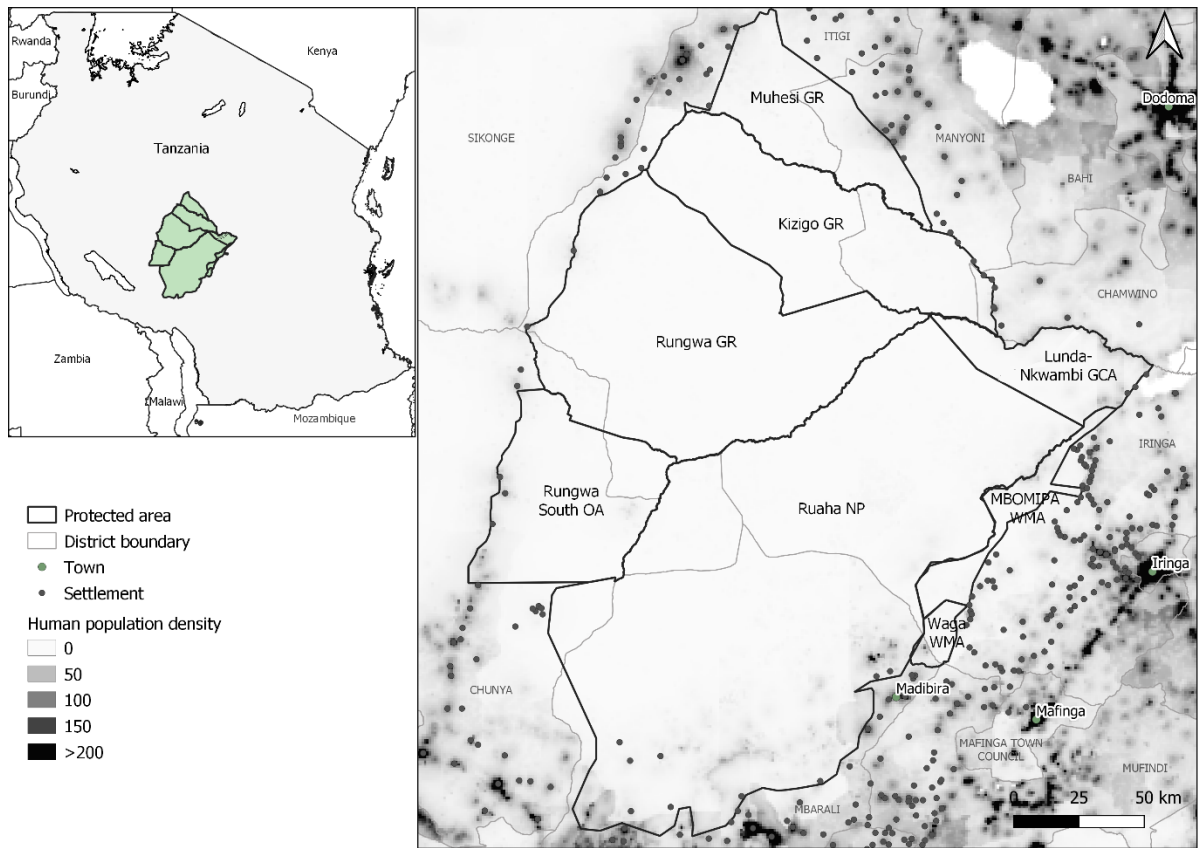 Rwanda
Kenya
Burundi
Tanzania
Zambia
Malawi
Mozambique
Protected area
District boundary
Town
Settlement
Human population density
0
50
100
150
>200
ITIGI
Muhesi GR
Dodoma
SIKONGE
MANYONI
BAHI
Kizigo GR
CHAMWINO
Rungwa GR
Lunda-
Nkwambi GCA
IRINGA
Rungwa
South OA
Ruaha NP
MBOMIPA
WMA
Iringa
Waga
WMA
CHUNYA
Madibira
Mafinga
MAFINGA TOWN
COUNCIL
MUFINDI
MBARALI
0 25 50 km